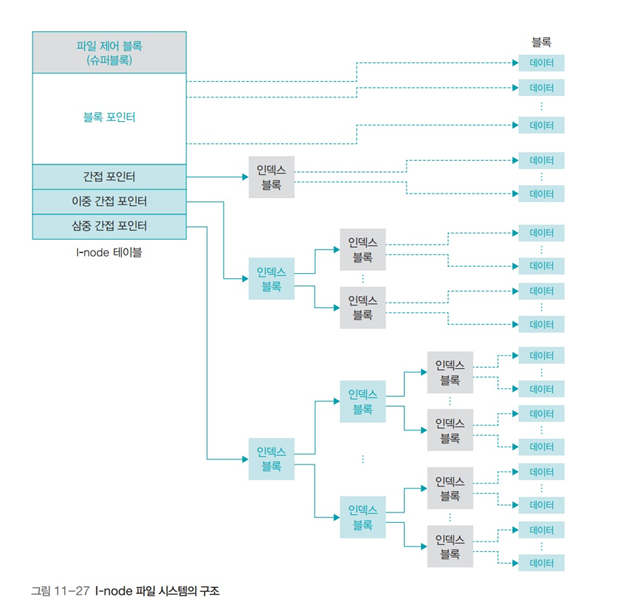 파일 제어 블록
(슈퍼블록)
블록 포인터
간접 포인터
이중 간접 포인터
삼중 간접 포인터
I-node 테이블
블록
데이터
데이터
⋮
데이터
인덱스
블록
데이터
⋮
데이터
인덱스
블록
인덱스
블록
⋮
인덱스
블록
데이터
⋮
데이터
데이터
⋮
데이터
인덱스
블록
인덱스
블록
⋮
인덱스
블록
인덱스
블록
⋮
인덱스
블록
인덱스
블록
⋮
인덱스
블록
데이터
⋮
데이터
데이터
⋮
데이터
데이터
⋮
데이터
데이터
⋮
데이터
그림 11-27 I-node 파일 시스템의 구조